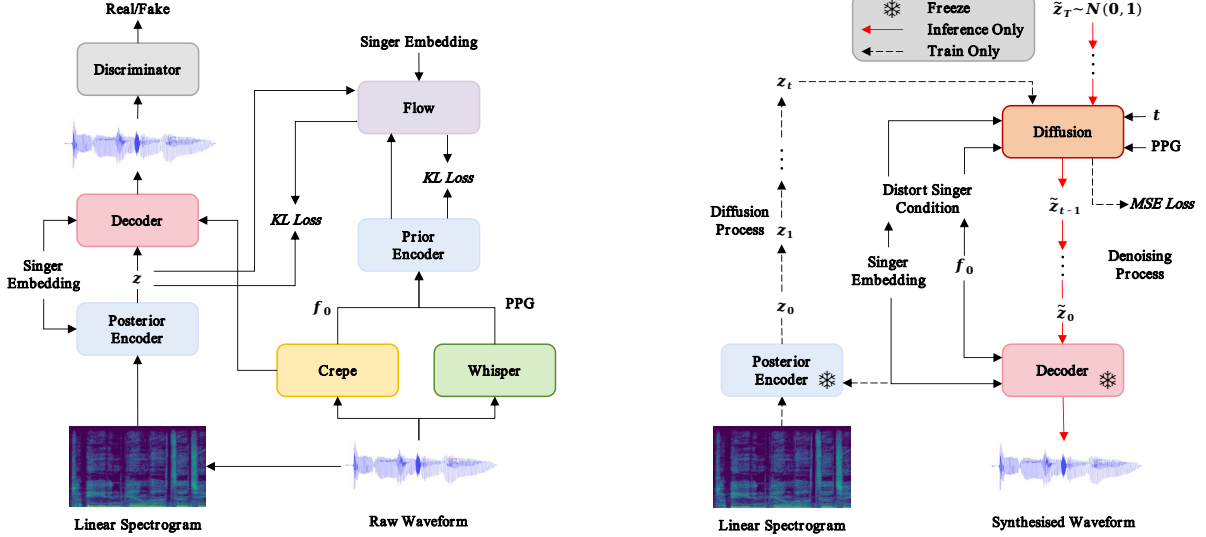 Real/Fake
Discriminator
Decoder
Singer
Embedding
z
Posterior
Encoder
Linear Spectrogram
Singer Embedding
Flow
KL Loss
KL Loss
Prior
Encoder
f₀
PPG
Crepe
Whisper
Raw Waveform
Freeze
Inference Only
Train Only
z̃_T~N(0,1)
z_t
Diffusion
t
PPG
Distort Singer
Condition
MSE Loss
z̃_{t-1}
Diffusion
Process
z₁
Singer
Embedding
f₀
Denoising
Process
z₀
z̃₀
Posterior
Encoder
Decoder
Linear Spectrogram
Synthesised Waveform